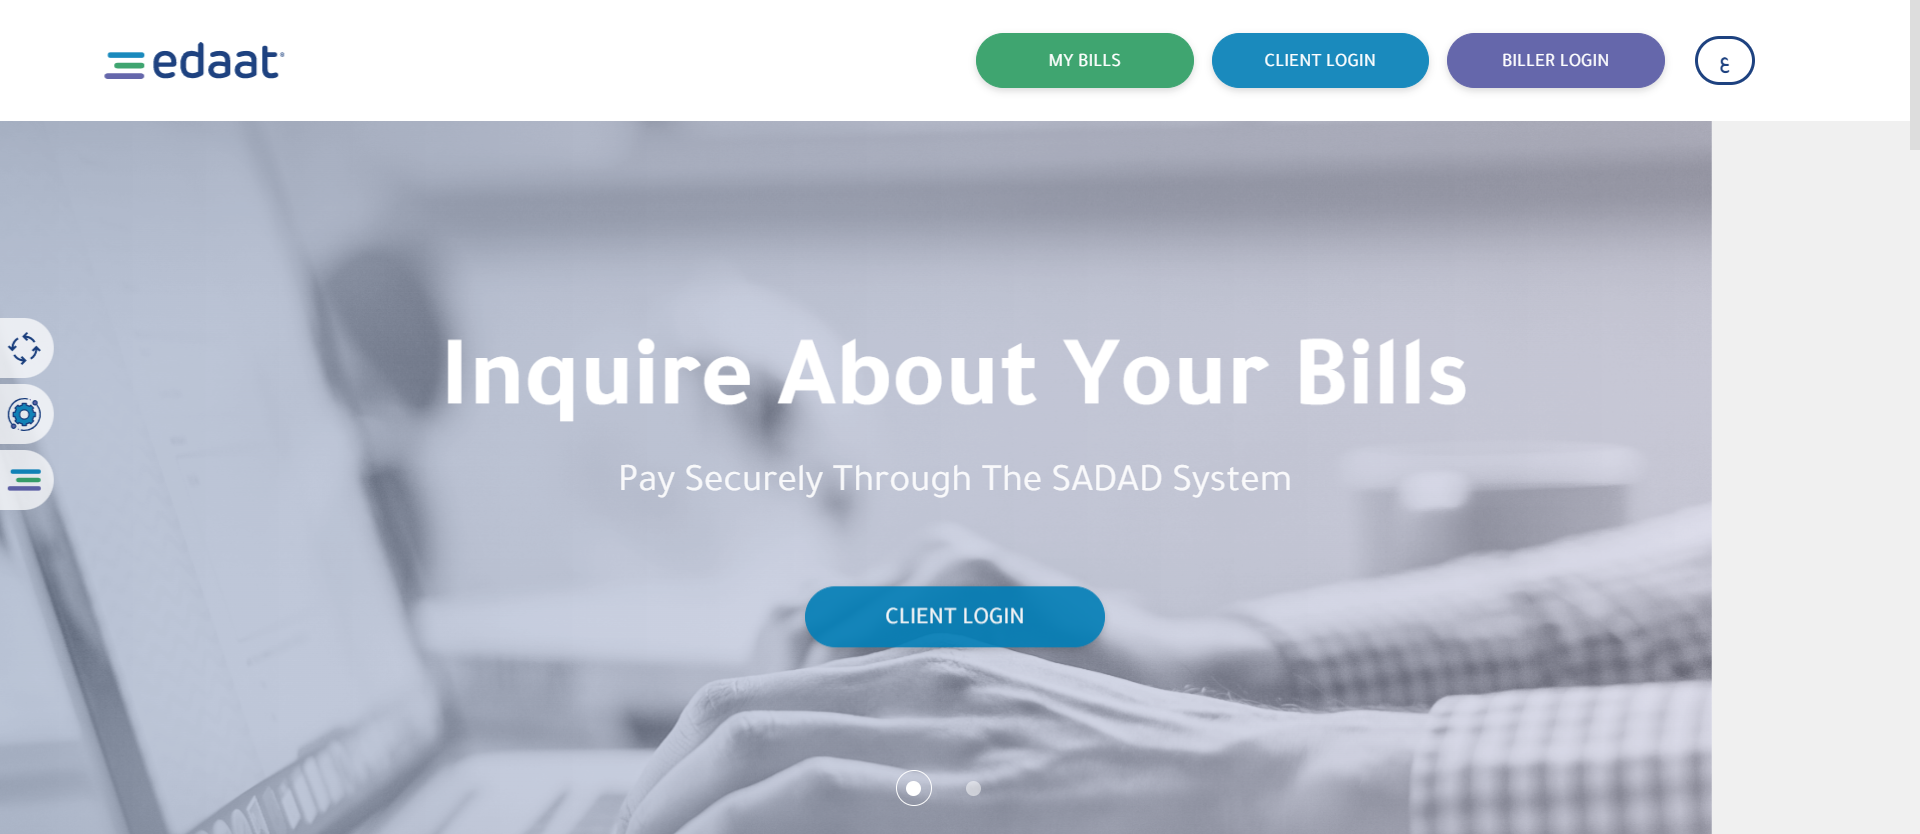 edaat®
MY BILLS
CLIENT LOGIN
BILLER LOGIN
ع
Inquire About Your Bills
Pay Securely Through The SADAD System
CLIENT LOGIN